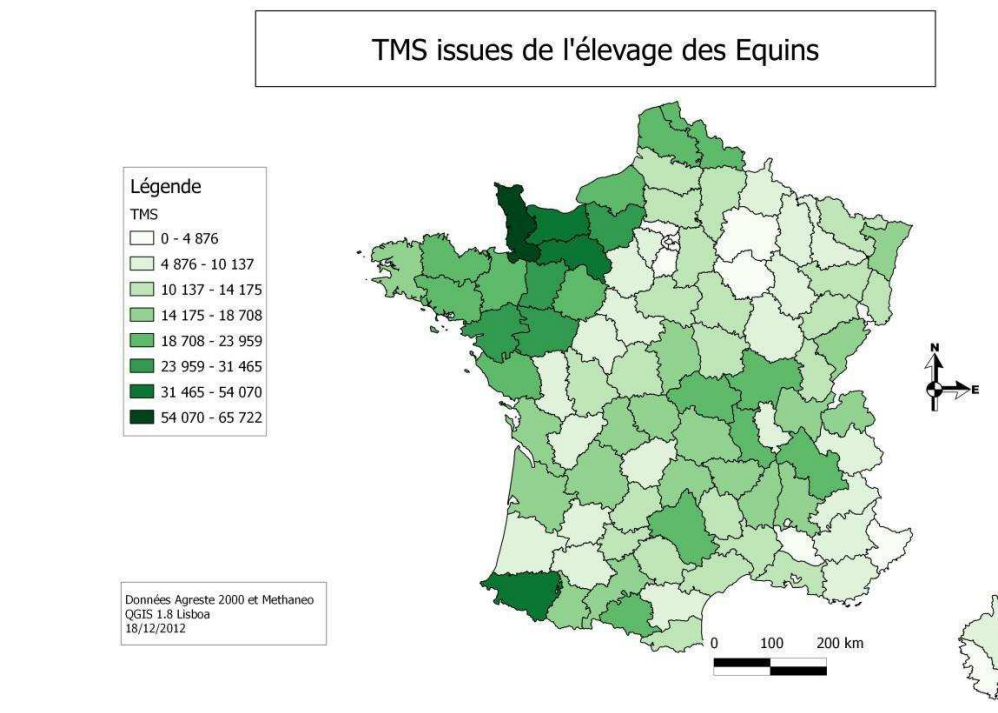 TMS issues de l'élevage des Equins
Légende
TMS
0 - 4 876
4 876 - 10 137
10 137 - 14 175
14 175 - 18 708
18 708 - 23 959
23 959 - 31 465
31 465 - 54 070
54 070 - 65 722
N
E
Données Agreste 2000 et Methaneo
QGIS 1.8 Lisboa
18/12/2012
0 100 200 km